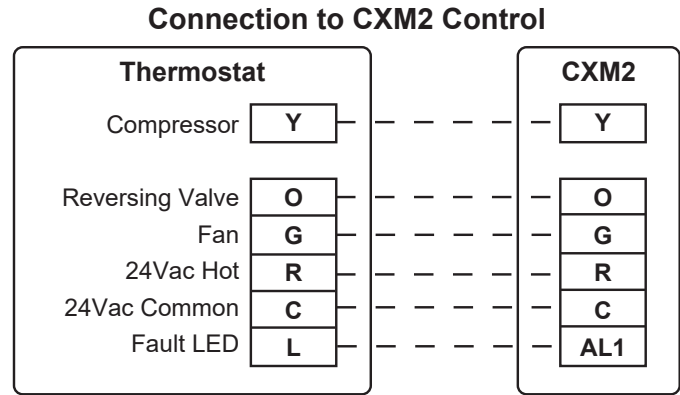 Connection to CXM2 Control
Thermostat CXM2
Compressor Y Y
Reversing Valve O O
Fan G G
24Vac Hot R R
24Vac Common C C
Fault LED L AL1